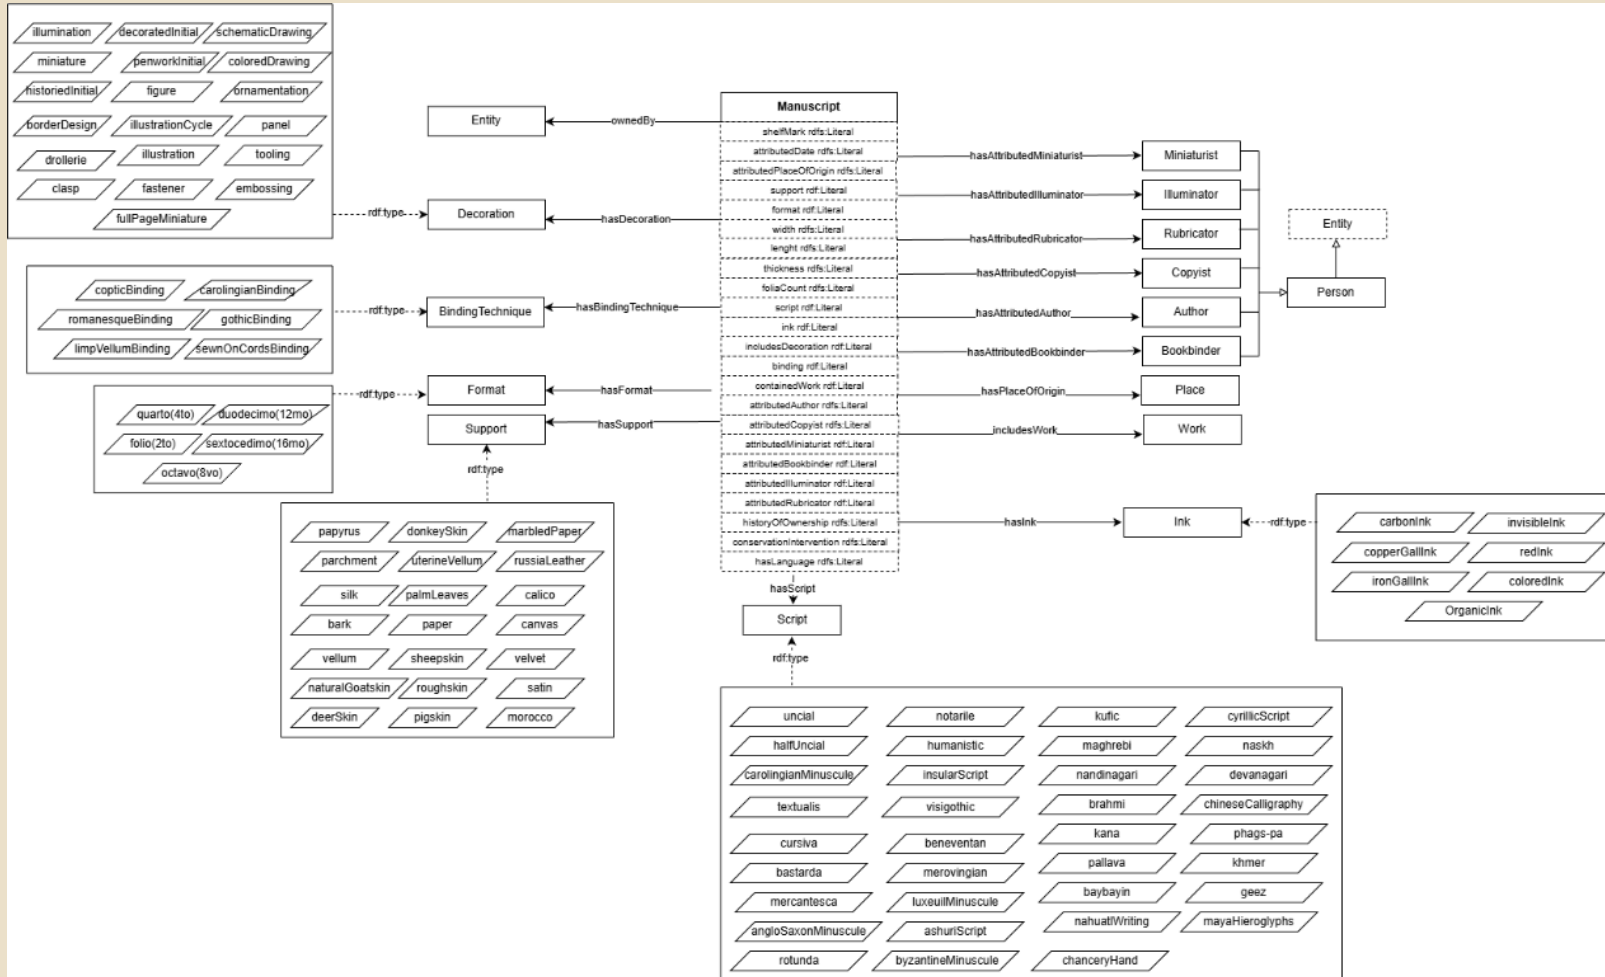 illumination decoratedInitial schematicDrawing
miniature penworkInitial coloredDrawing
historiedInitial figure ornamentation
borderDesign illustrationCycle panel
drollerie illustration tooling
clasp fastener embossing
fullPageMiniature
rdf:type
Decoration
hasDecoration
Entity
ownedBy
copticBinding carolingianBinding
romanesqueBinding gothicBinding
limpVellumBinding sewnOnCordsBinding
rdf:type
BindingTechnique
hasBindingTechnique
quarto(4to) duodecimo(12mo)
folio(2to) sextocedimo(16mo)
octavo(8vo)
rdf:type
Format
hasFormat
Support
hasSupport
rdf:type
papyrus donkeySkin marbledPaper
parchment uterineVellum russiaLeather
silk palmLeaves calico
bark paper canvas
vellum sheepskin velvet
naturalGoatskin roughskin satin
deerSkin pigskin morocco
Manuscript
shelfMark rdfs:Literal
attributedDate rdfs:Literal
attributedPlaceOfOrigin rdfs:Literal
support rdf:Literal
format rdf:Literal
width rdfs:Literal
lenght rdfs:Literal
thickness rdfs:Literal
foliaCount rdfs:Literal
script rdf:Literal
ink rdf:Literal
includesDecoration rdf:Literal
binding rdf:Literal
containedWork rdf:Literal
attributedAuthor rdfs:Literal
attributedCopyist rdfs:Literal
attributedMiniaturist rdf:Literal
attributedBookbinder rdf:Literal
attributedIlluminator rdf:Literal
attributedRubricator rdf:Literal
historyOfOwnership rdfs:Literal
conservationIntervention rdfs:Literal
hasLanguage rdfs:Literal
hasAttributedMiniaturist
Miniaturist
hasAttributedIlluminator
Illuminator
hasAttributedRubricator
Rubricator
hasAttributedCopyist
Copyist
hasAttributedAuthor
Author
hasAttributedBookbinder
Bookbinder
Entity
Person
hasPlaceOfOrigin
Place
includesWork
Work
hasInk
Ink
rdf:type
carbonInk invisibleInk
copperGallInk redInk
ironGallInk coloredInk
OrganicInk
hasScript
Script
rdf:type
uncial notarile kufic cyrillicScript
halfUncial humanistic maghrebi naskh
carolingianMinuscule insularScript nandinagari devanagari
textualis visigothic brahmi chineseCalligraphy
cursiva beneventan kana phags-pa
bastarda merovingian pallava khmer
mercantesca luxeuilMinuscule baybayin geez
angloSaxonMinuscule ashuriScript nahuatlWriting mayaHieroglyphs
rotunda byzantineMinuscule chanceryHand